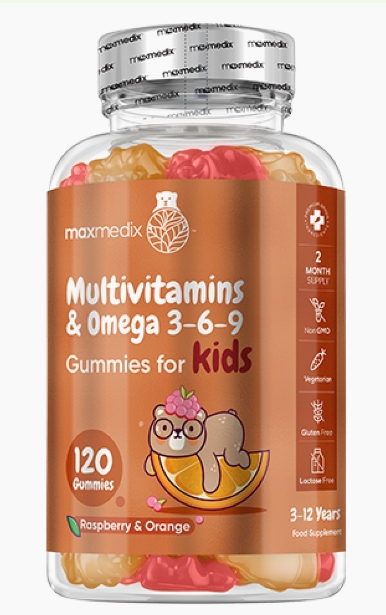 maxmedix
maxmedix
Multivitamins
& Omega 3-6-9
Gummies for kids
120
Gummies
Raspberry & Orange
2
MONTH
SUPPLY
Non GMO
Vegetarian
Gluten Free
Lactose Free
3-12 Years
Food Supplement